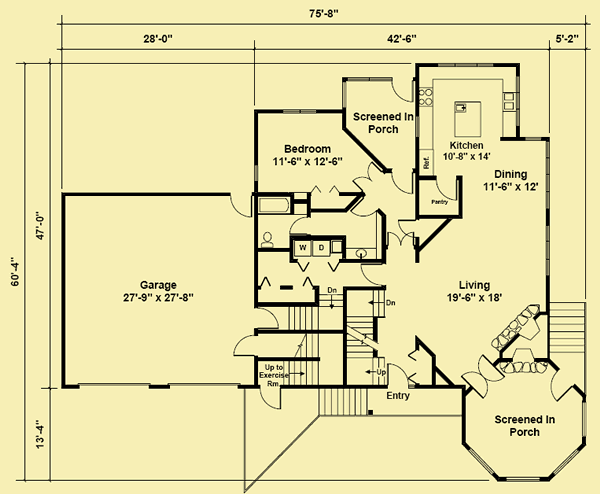 75'-8"
28'-0"
42'-6"
5'-2"
Screened In
Porch
Kitchen
10'-8" x 14'
Bedroom
11'-6" x 12'-6"
Ref.
Dining
11'-6" x 12'
Pantry
47'-0"
60'-4"
W
D
Garage
27'-9" x 27'-8"
Living
19'-6" x 18'
Dn
Dn
Up to
Exercise
Rm.
Up
Entry
Screened In
Porch
13'-4"